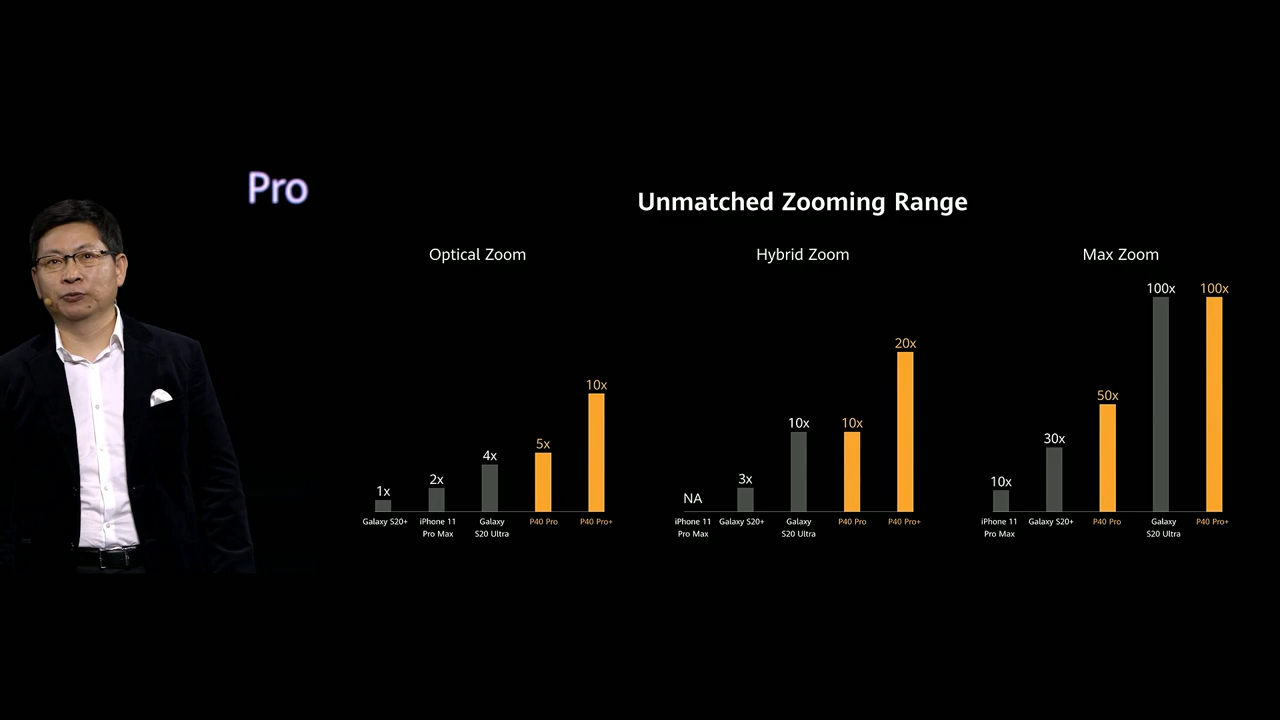 Pro
Unmatched Zooming Range
Optical Zoom
1x
2x
4x
5x
10x
Galaxy S20+
iPhone 11
Pro Max
Galaxy
S20 Ultra
P40 Pro
P40 Pro+
Hybrid Zoom
NA
3x
10x
10x
20x
iPhone 11
Pro Max
Galaxy S20+
Galaxy
S20 Ultra
P40 Pro
P40 Pro+
Max Zoom
10x
30x
50x
100x
100x
iPhone 11
Pro Max
Galaxy S20+
P40 Pro
Galaxy
S20 Ultra
P40 Pro+